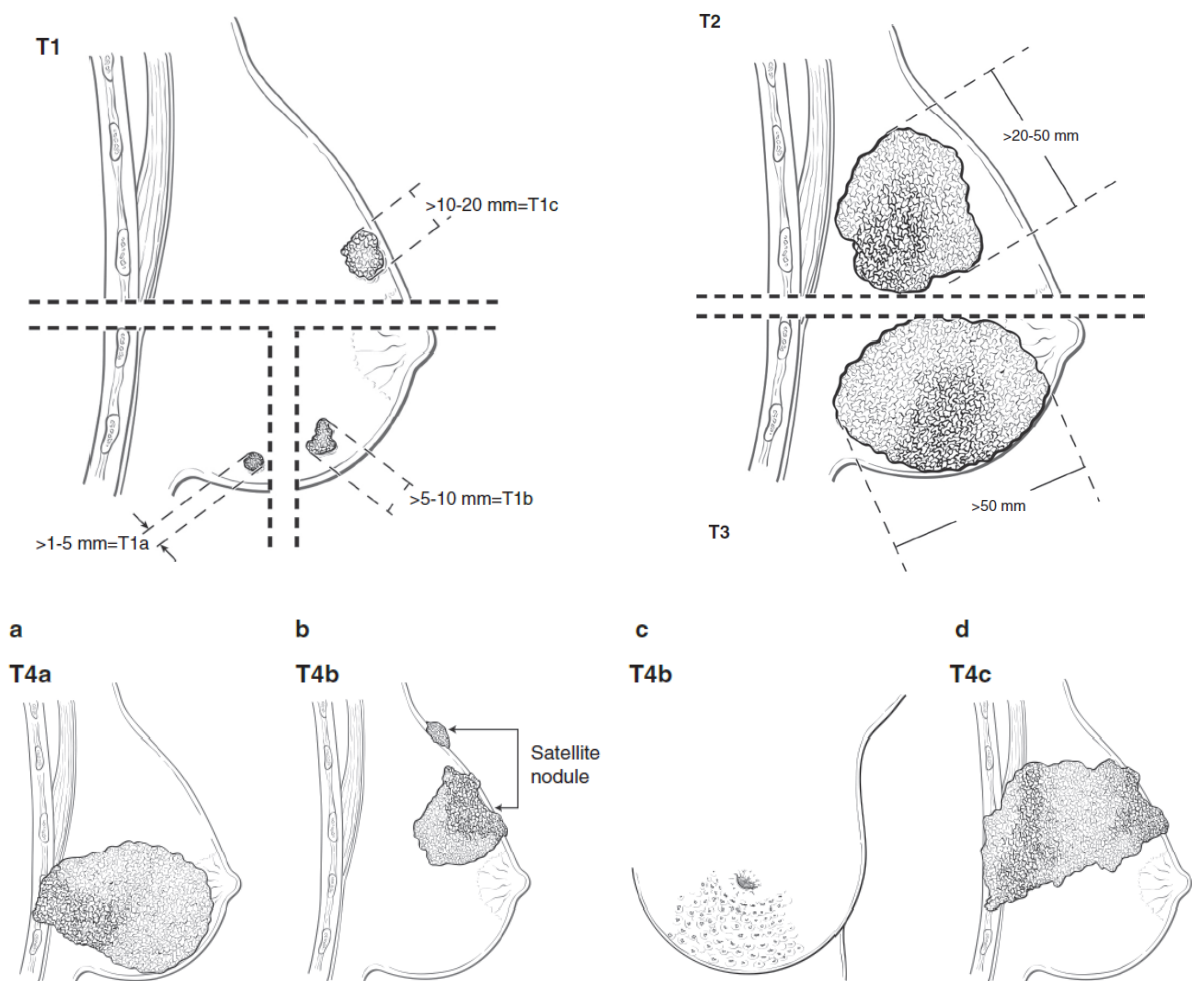 T1
>10-20 mm=T1c
>5-10 mm=T1b
>1-5 mm=T1a
T2
>20-50 mm
>50 mm
T3
a
T4a
b
T4b
Satellite
nodule
c
T4b
d
T4c